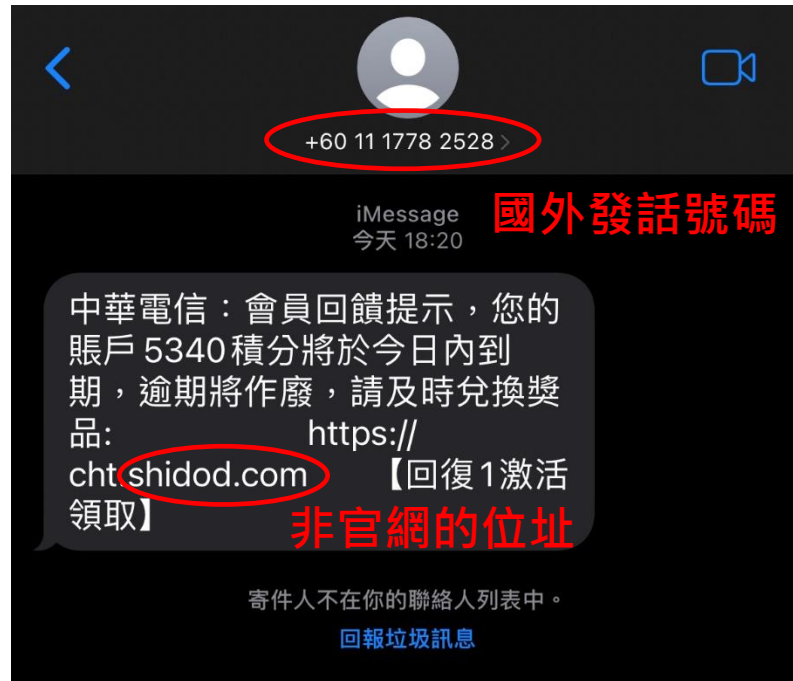 +60 11 1778 2528 >
iMessage
今天 18:20
國外發話號碼
中華電信：會員回饋提示，您的
賬戶 5340 積分將於今日內到
期，逾期將作廢，請及時兌換獎
品: https://
cht.shidod.com 【回復1激活
領取】
非官網的位址
寄件人不在你的聯絡人列表中。
回報垃圾訊息